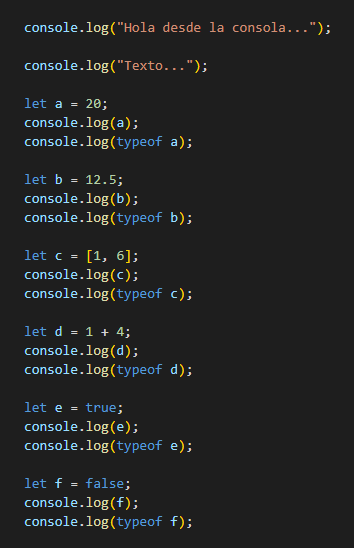 console.log("Hola desde la consola...");
console.log("Texto...");
let a = 20;
console.log(a);
console.log(typeof a);
let b = 12.5;
console.log(b);
console.log(typeof b);
let c = [1, 6];
console.log(c);
console.log(typeof c);
let d = 1 + 4;
console.log(d);
console.log(typeof d);
let e = true;
console.log(e);
console.log(typeof e);
let f = false;
console.log(f);
console.log(typeof f);